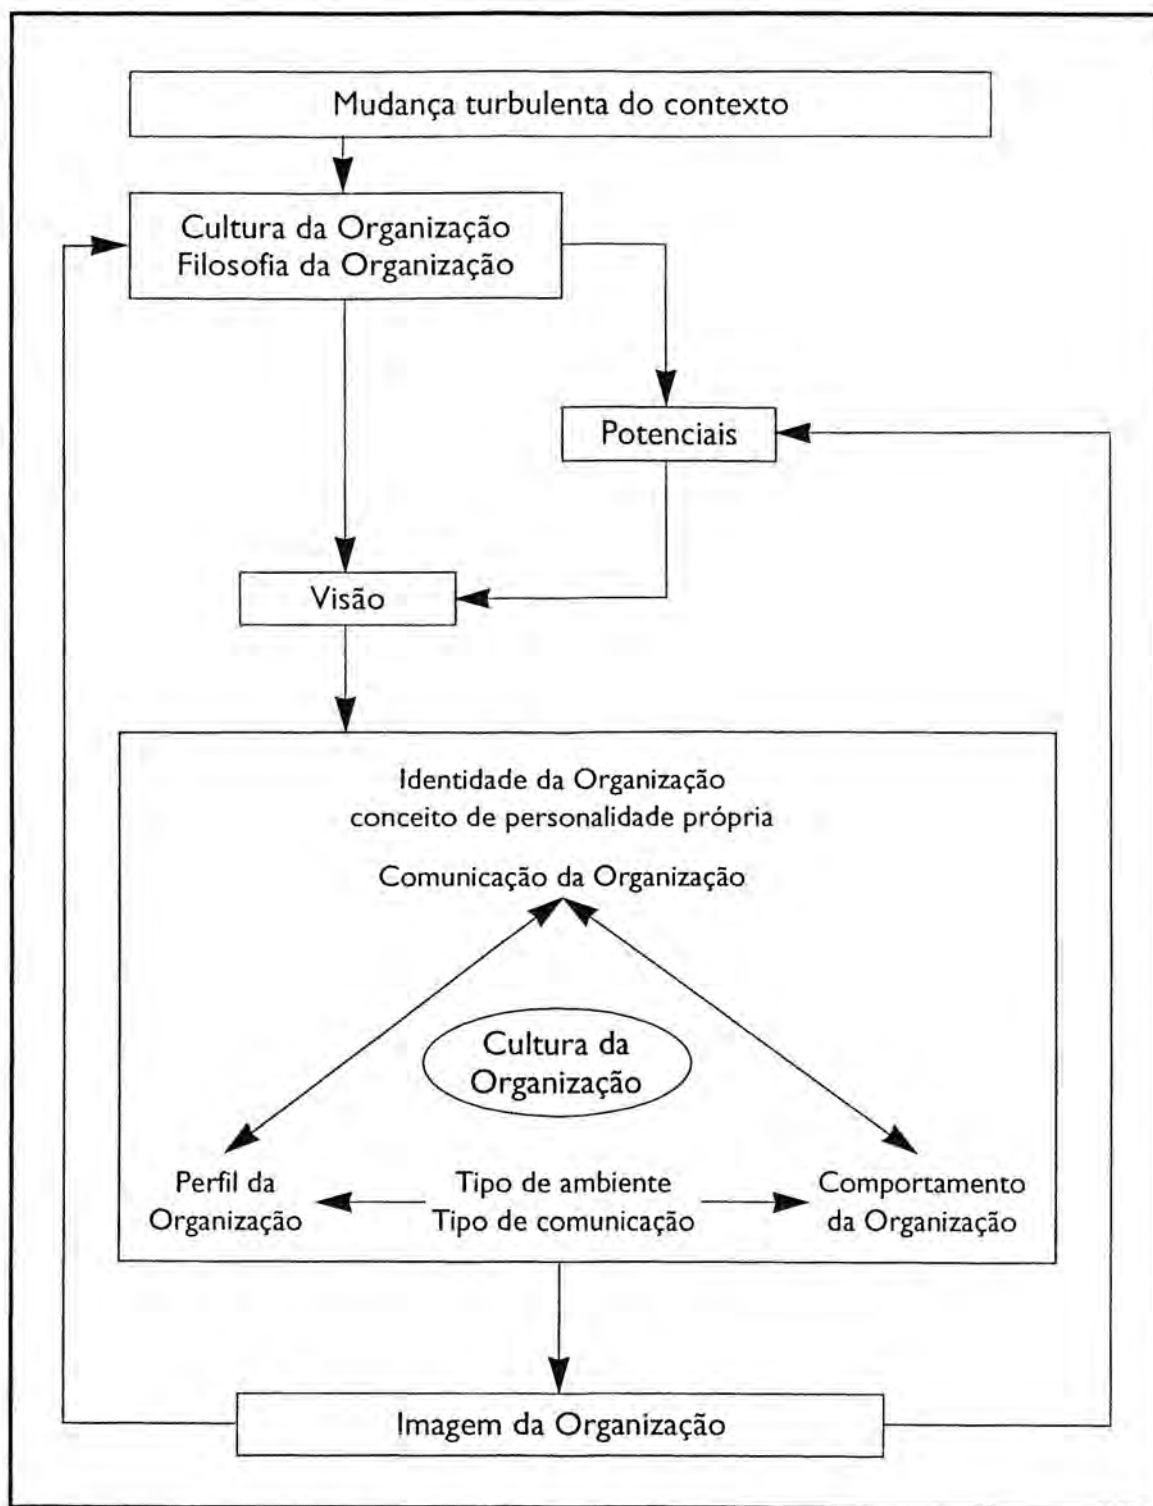 Mudança turbulenta do contexto
Cultura da Organização
Filosofia da Organização
Potenciais
Visão
Identidade da Organização
conceito de personalidade própria
Comunicação da Organização
Cultura da
Organização
Perfil da
Organização
Tipo de ambiente
Tipo de comunicação
Comportamento
da Organização
Imagem da Organização